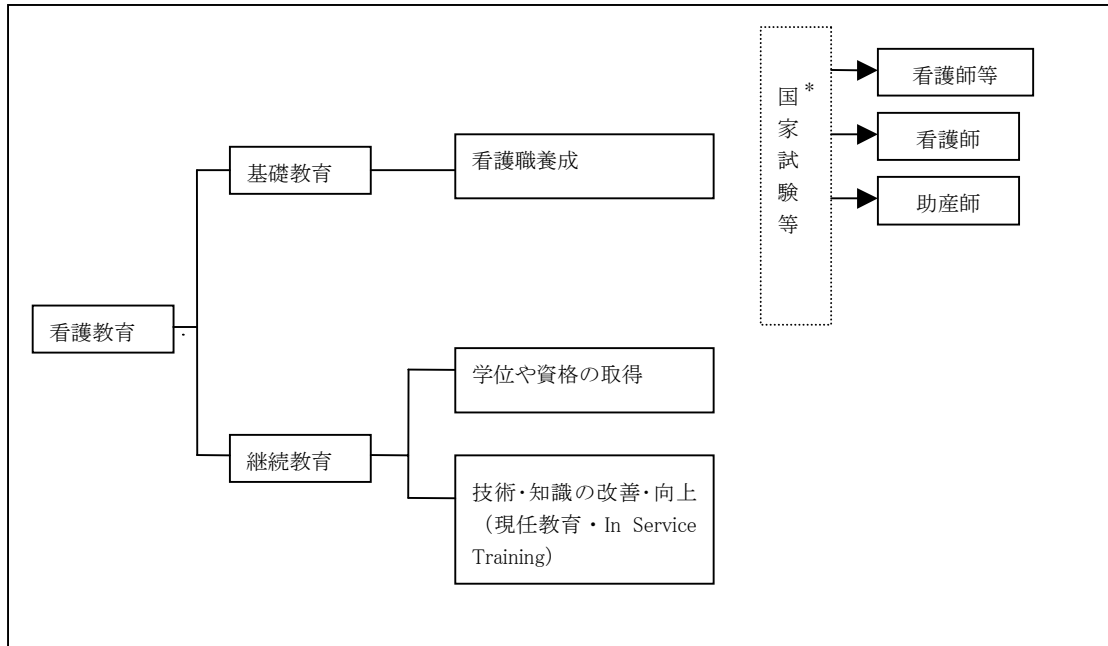 看護教育
基礎教育
看護職養成
国家試験等*
看護師等
看護師
助産師
継続教育
学位や資格の取得
技術・知識の改善・向上
（現任教育・In Service
Training）